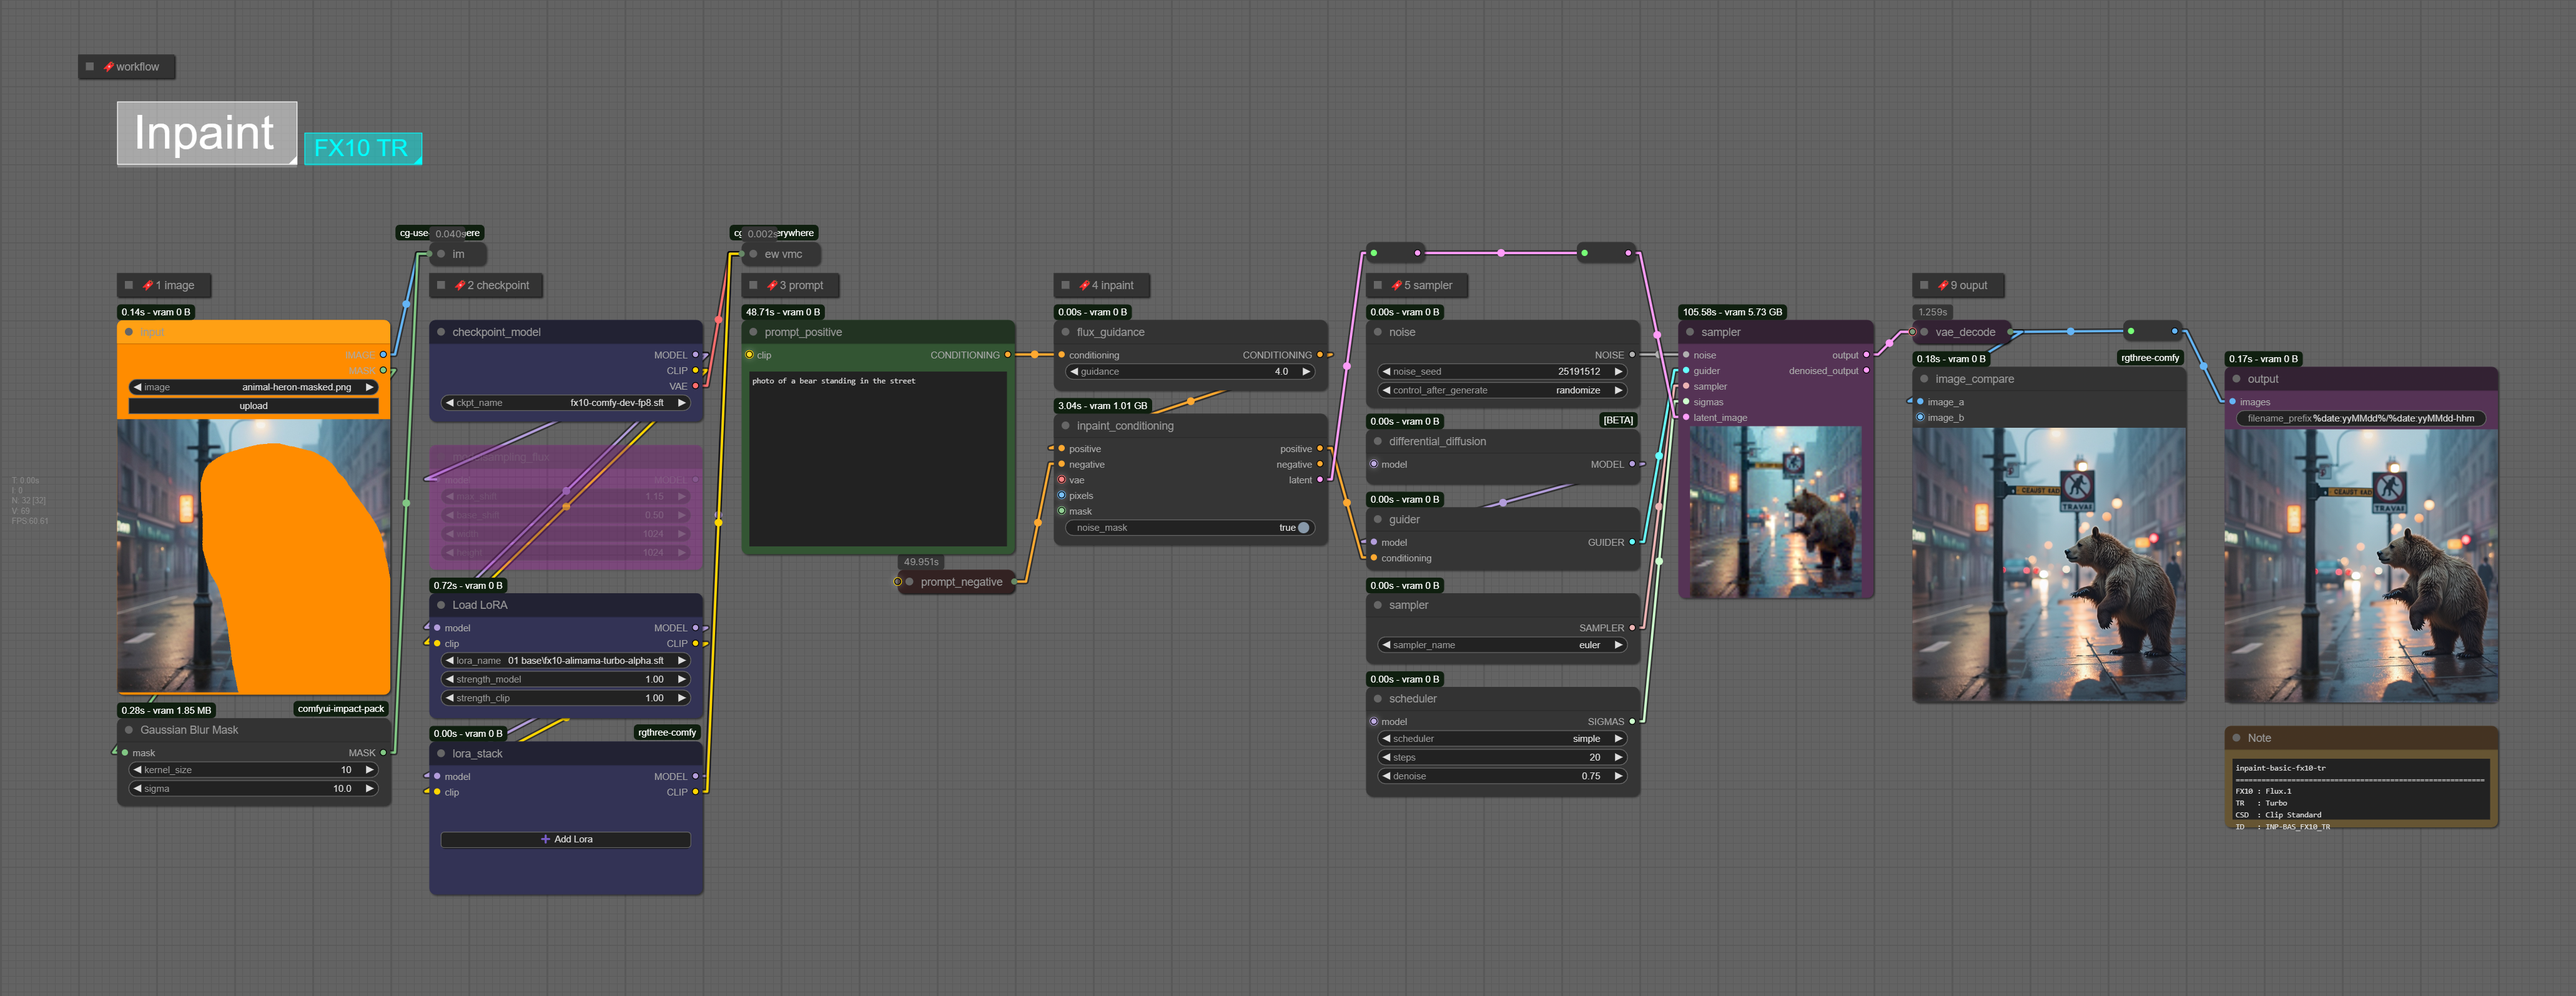 workflow
Inpaint
FX10 TR
T: 0.00s
I: 0
N: 32 [32]
V: 69
FPS:60.61
1 image
0.14s - vram 0 B
input
IMAGE
MASK
image animal-heron-masked.png
upload
0.28s - vram 1.85 MB
comfyui-impact-pack
Gaussian Blur Mask
mask MASK
kernel_size 10
sigma 10.0
0.040s
im
2 checkpoint
checkpoint_model
MODEL
CLIP
VAE
ckpt_name fx10-comfy-dev-fp8.sft
model MODEL
max_shift 1.15
base_shift 0.50
width 1024
height 1024
0.72s - vram 0 B
Load LoRA
model MODEL
clip CLIP
lora_name 01 base\fx10-alimama-turbo-alpha.sft
strength_model 1.00
strength_clip 1.00
0.00s - vram 0 B
rgthree-comfy
lora_stack
model MODEL
clip CLIP
Add Lora
0.002s
ew vmc
3 prompt
48.71s - vram 0 B
prompt_positive
clip CONDITIONING
photo of a bear standing in the street
49.951s
prompt_negative
4 inpaint
0.00s - vram 0 B
flux_guidance
conditioning CONDITIONING
guidance 4.0
3.04s - vram 1.01 GB
inpaint_conditioning
positive positive
negative negative
vae latent
pixels
mask
noise_mask true
5 sampler
0.00s - vram 0 B
noise
NOISE
noise_seed 25191512
control_after_generate randomize
0.00s - vram 0 B
[BETA]
differential_diffusion
model MODEL
0.00s - vram 0 B
guider
model GUIDER
conditioning
0.00s - vram 0 B
sampler
SAMPLER
sampler_name euler
0.00s - vram 0 B
scheduler
model SIGMAS
scheduler simple
steps 20
denoise 0.75
105.58s - vram 5.73 GB
sampler
noise output
guider denoised_output
sampler
sigmas
latent_image
9 ouput
1.259s
vae_decode
0.18s - vram 0 B
rgthree-comfy
image_compare
image_a
image_b
TRAVAF
0.17s - vram 0 B
output
images
filename_prefix %date:yyMMdd%/%date:yyMMdd-hhm
TRAVAF
Note
inpaint-basic-fx10-tr
FX10 : Flux.1
TR : Turbo
CSD : Clip Standard
ID : INP-BAS_FX10_TR